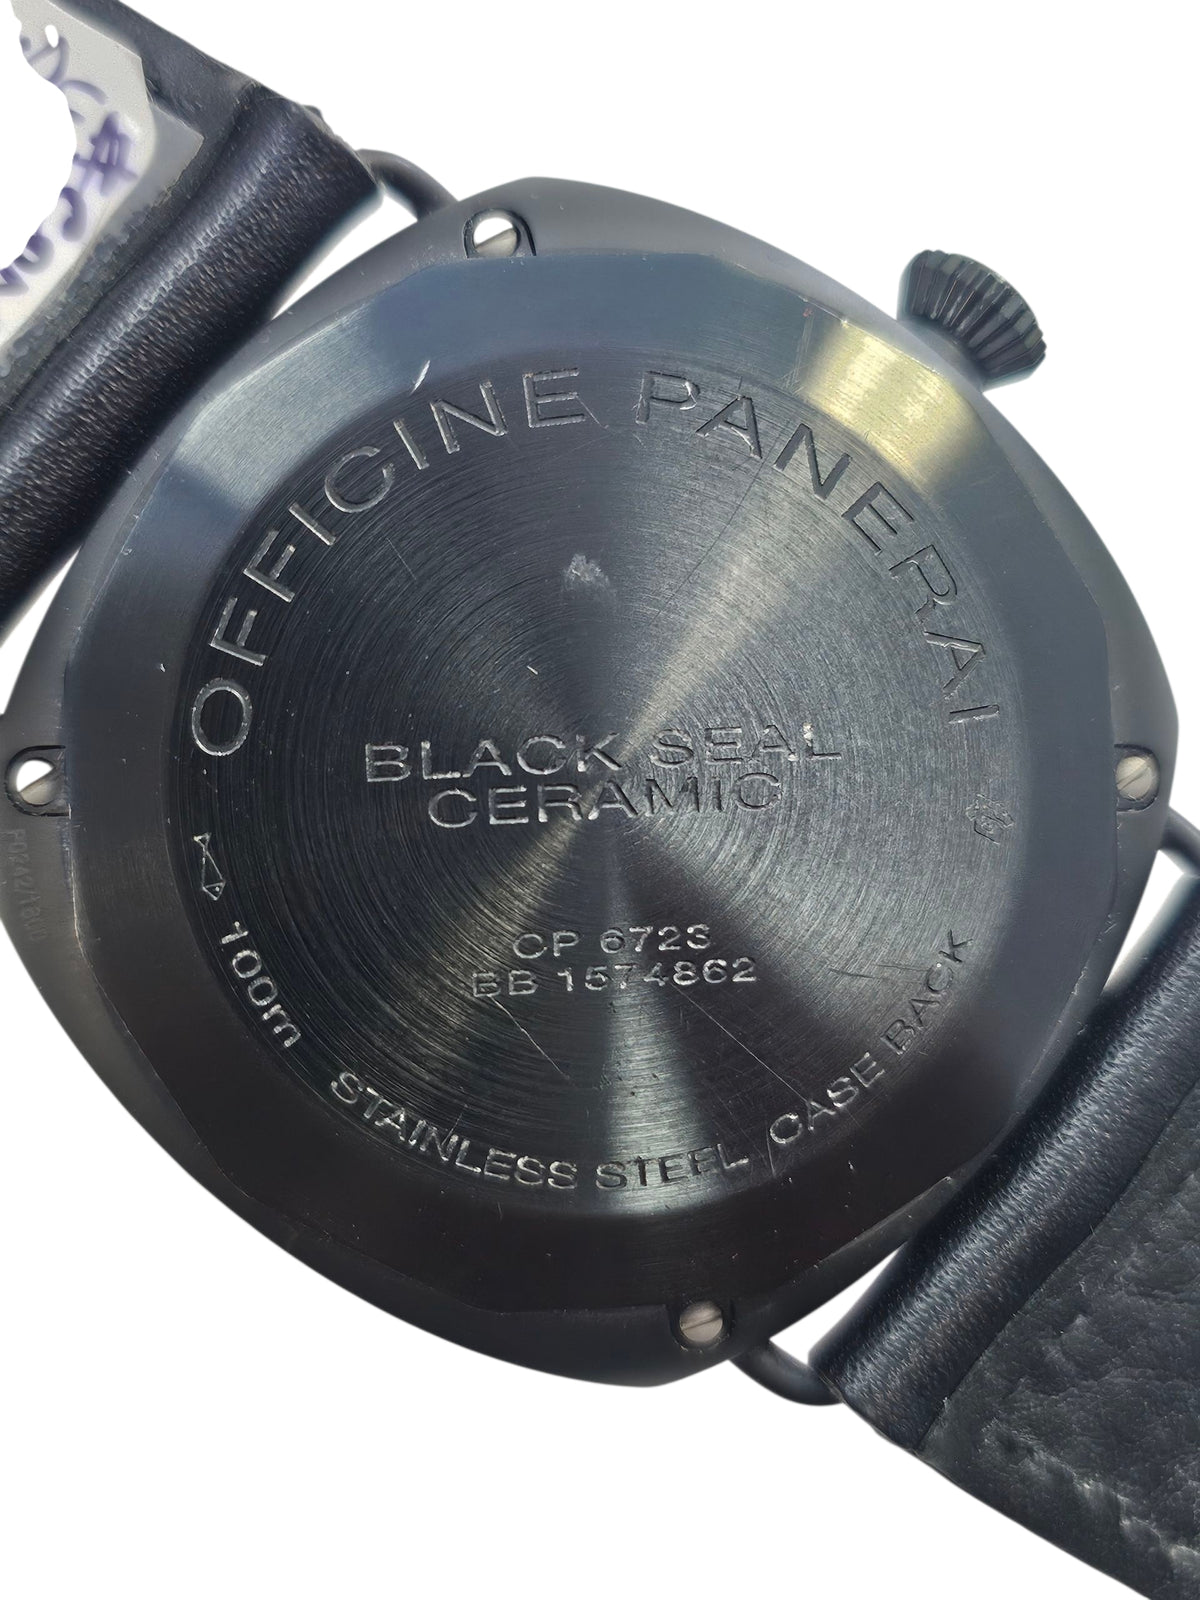 OFFICINE PANERAI
BLACK SEAL
CERAMIC
CP 6723
BB 1574862
100m STAINLESS STEEL CASE BACK